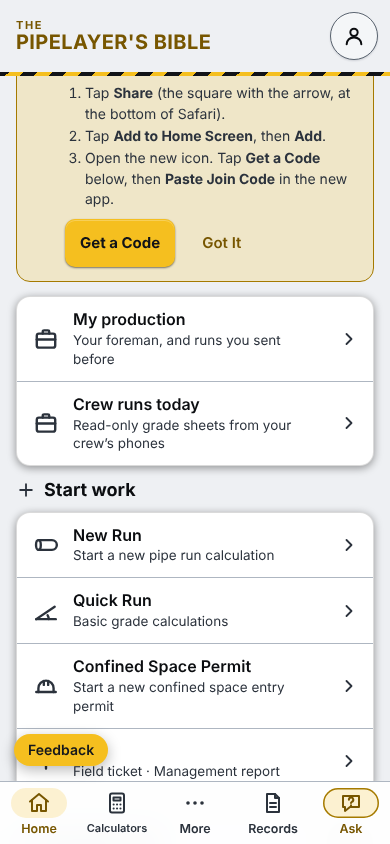 THE
PIPELAYER'S BIBLE
1. Tap Share (the square with the arrow, at
the bottom of Safari).
2. Tap Add to Home Screen, then Add.
3. Open the new icon. Tap Get a Code
below, then Paste Join Code in the new
app.
Get a Code
Got It
My production
Your foreman, and runs you sent
before
Crew runs today
Read-only grade sheets from your
crew's phones
Start work
New Run
Start a new pipe run calculation
Quick Run
Basic grade calculations
Confined Space Permit
Start a new confined space entry
permit
Feedback
Field ticket · Management report
Home
Calculators
More
Records
Ask